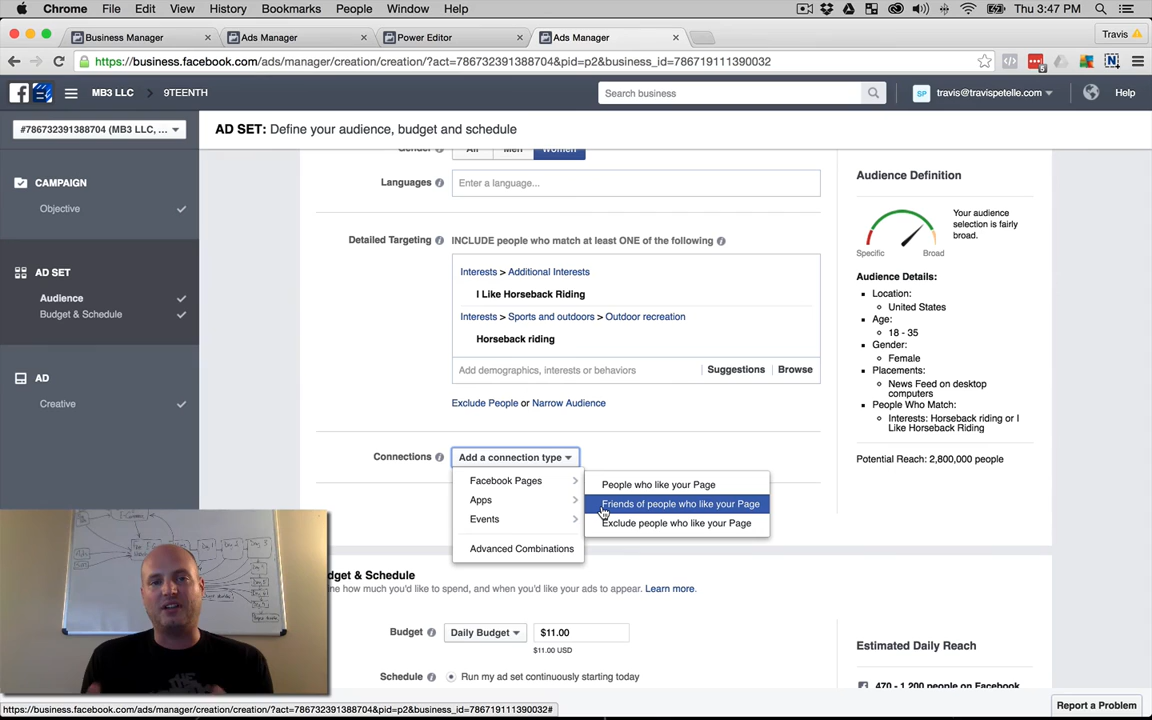 Chrome File Edit View History Bookmarks People Window Help Thu 3:47 PM
Business Manager Ads Manager Power Editor Ads Manager Travis
https://business.facebook.com/ads/manager/creation/creation/?act=786732391388704&pid=p2&business_id=786719111390032
MB3 LLC > 9TEENTH Search business travis@travispetelle.com Help
#786732391388704 (MB3 LLC, ... AD SET: Define your audience, budget and schedule
CAMPAIGN
Objective
AD SET
Audience
Budget & Schedule
AD
Creative
Gender All Men Women
Languages Enter a language...
Detailed Targeting INCLUDE people who match at least ONE of the following
Interests > Additional Interests
I Like Horseback Riding
Interests > Sports and outdoors > Outdoor recreation
Horseback riding
Add demographics, interests or behaviors Suggestions Browse
Exclude People or Narrow Audience
Connections Add a connection type
Facebook Pages
Apps
Events
Advanced Combinations
People who like your Page
Friends of people who like your Page
Exclude people who like your Page
Budget & Schedule
ne how much you'd like to spend, and when you'd like your ads to appear. Learn more.
Budget Daily Budget $11.00
$11.00 USD
Schedule Run my ad set continuously starting today
Audience Definition
Specific Broad
Your audience
selection is fairly
broad.
Audience Details:
Location:
United States
Age:
18 - 35
Gender:
Female
Placements:
News Feed on desktop
computers
People Who Match:
Interests: Horseback riding or I
Like Horseback Riding
Potential Reach: 2,800,000 people
Estimated Daily Reach
470 - 1,200 people on Facebook
https://business.facebook.com/ads/manager/creation/creation/?act=786732391388704&pid=p2&business_id=786719111390032#
Report a Problem